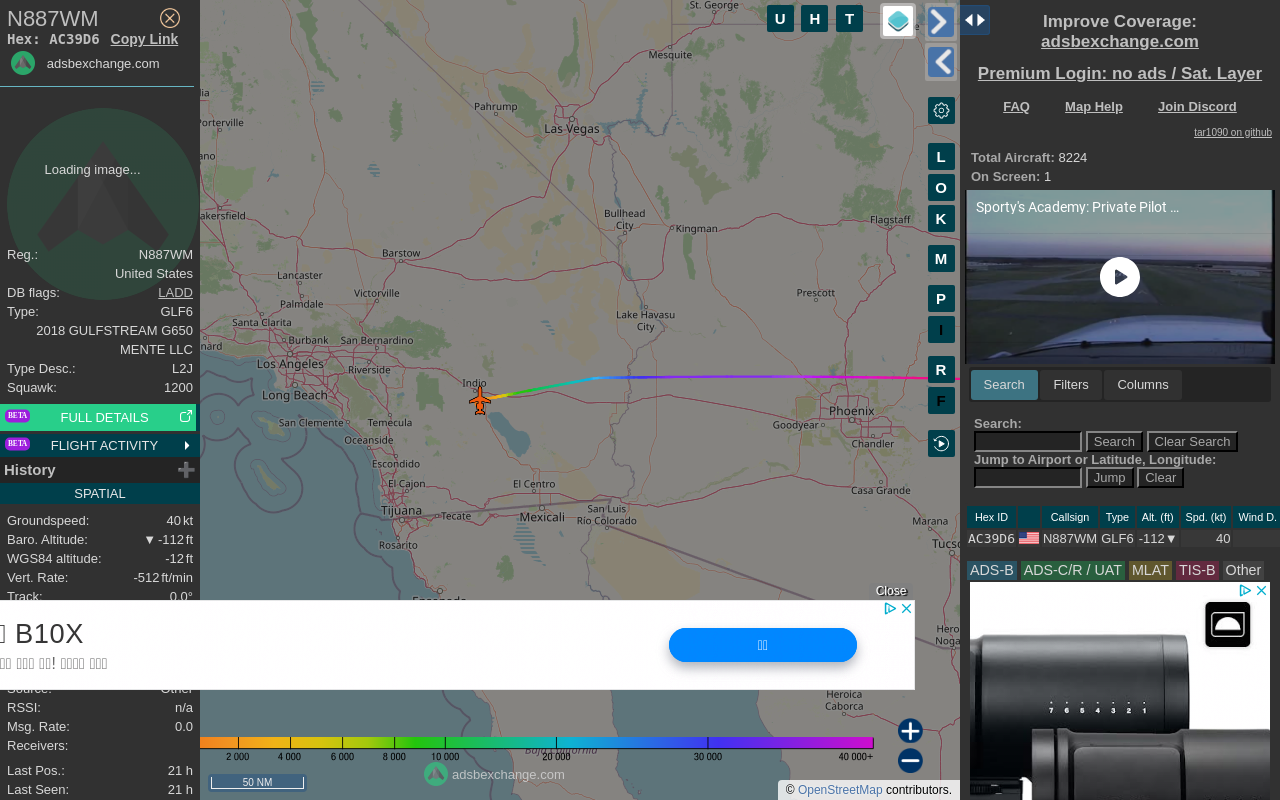 N887WM
Hex: AC39D6 Copy Link
adsbexchange.com
Loading image...
Reg.: N887WM
United States
DB flags: LADD
Type: GLF6
2018 GULFSTREAM G650
MENTE LLC
Type Desc.: L2J
Squawk: 1200
BETA FULL DETAILS
BETA FLIGHT ACTIVITY
History
SPATIAL
Groundspeed: 40 kt
Baro. Altitude: ▼ -112 ft
WGS84 altitude: -12 ft
Vert. Rate: -512 ft/min
Track: 0.0°
Source: Other
RSSI: n/a
Msg. Rate: 0.0
Receivers:
Last Pos.: 21 h
Last Seen: 21 h
B10X
Close
U H T
L
O
K
M
P
I
R
F
St. George
Mesquite
Pahrump
Las Vegas
Porterville
Bullhead
City
Kingman
Flagstaff
Barstow
Lancaster
Palmdale
Victorville
Prescott
Lake Havasu
City
Santa Clarita
Burbank
San Bernardino
Los Angeles
Riverside
Indio
Long Beach
San Clemente
Temecula
Oceanside
Phoenix
Goodyear
Chandler
Escondido
El Cajon
El Centro
Casa Grande
Tijuana
Tecate
Mexicali
San Luis
Río Colorado
Marana
Rosarito
Ensenada
Heroica
Caborca
2 000 4 000 6 000 8 000 10 000 20 000 30 000 40 000+
adsbexchange.com
50 NM
© OpenStreetMap contributors.
Improve Coverage:
adsbexchange.com
Premium Login: no ads / Sat. Layer
FAQ Map Help Join Discord
tar1090 on github
Total Aircraft: 8224
On Screen: 1
Sporty's Academy: Private Pilot ...
Search Filters Columns
Search:
Search Clear Search
Jump to Airport or Latitude, Longitude:
Jump Clear
Hex ID Callsign Type Alt. (ft) Spd. (kt) Wind D.
AC39D6 N887WM GLF6 -112▼ 40
ADS-B ADS-C/R / UAT MLAT TIS-B Other
7 6 5 4 3 2 1